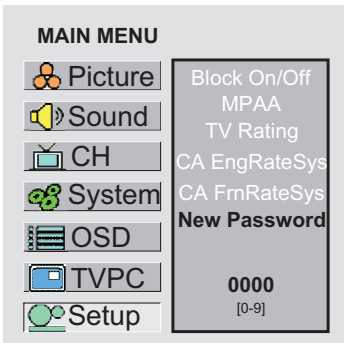 MAIN MENU
Picture
Sound
CH
System
OSD
TVPC
Setup
Block On/Off
MPAA
TV Rating
CA EngRateSys
CA FrnRateSys
New Password
0000
[0-9]